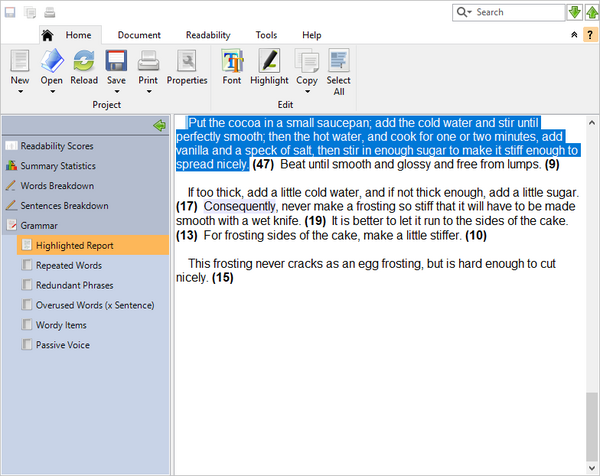 Search
Home Document Readability Tools Help
?
New Open Reload Save Print Properties Font Highlight Copy Select All
Project Edit
Readability Scores
Summary Statistics
Words Breakdown
Sentences Breakdown
Grammar
Highlighted Report
Repeated Words
Redundant Phrases
Overused Words (x Sentence)
Wordy Items
Passive Voice
Put the cocoa in a small saucepan; add the cold water and stir until
perfectly smooth; then the hot water, and cook for one or two minutes, add
vanilla and a speck of salt, then stir in enough sugar to make it stiff enough to
spread nicely. (47) Beat until smooth and glossy and free from lumps. (9)
If too thick, add a little cold water, and if not thick enough, add a little sugar.
(17) Consequently, never make a frosting so stiff that it will have to be made
smooth with a wet knife. (19) It is better to let it run to the sides of the cake.
(13) For frosting sides of the cake, make a little stiffer. (10)
This frosting never cracks as an egg frosting, but is hard enough to cut
nicely. (15)